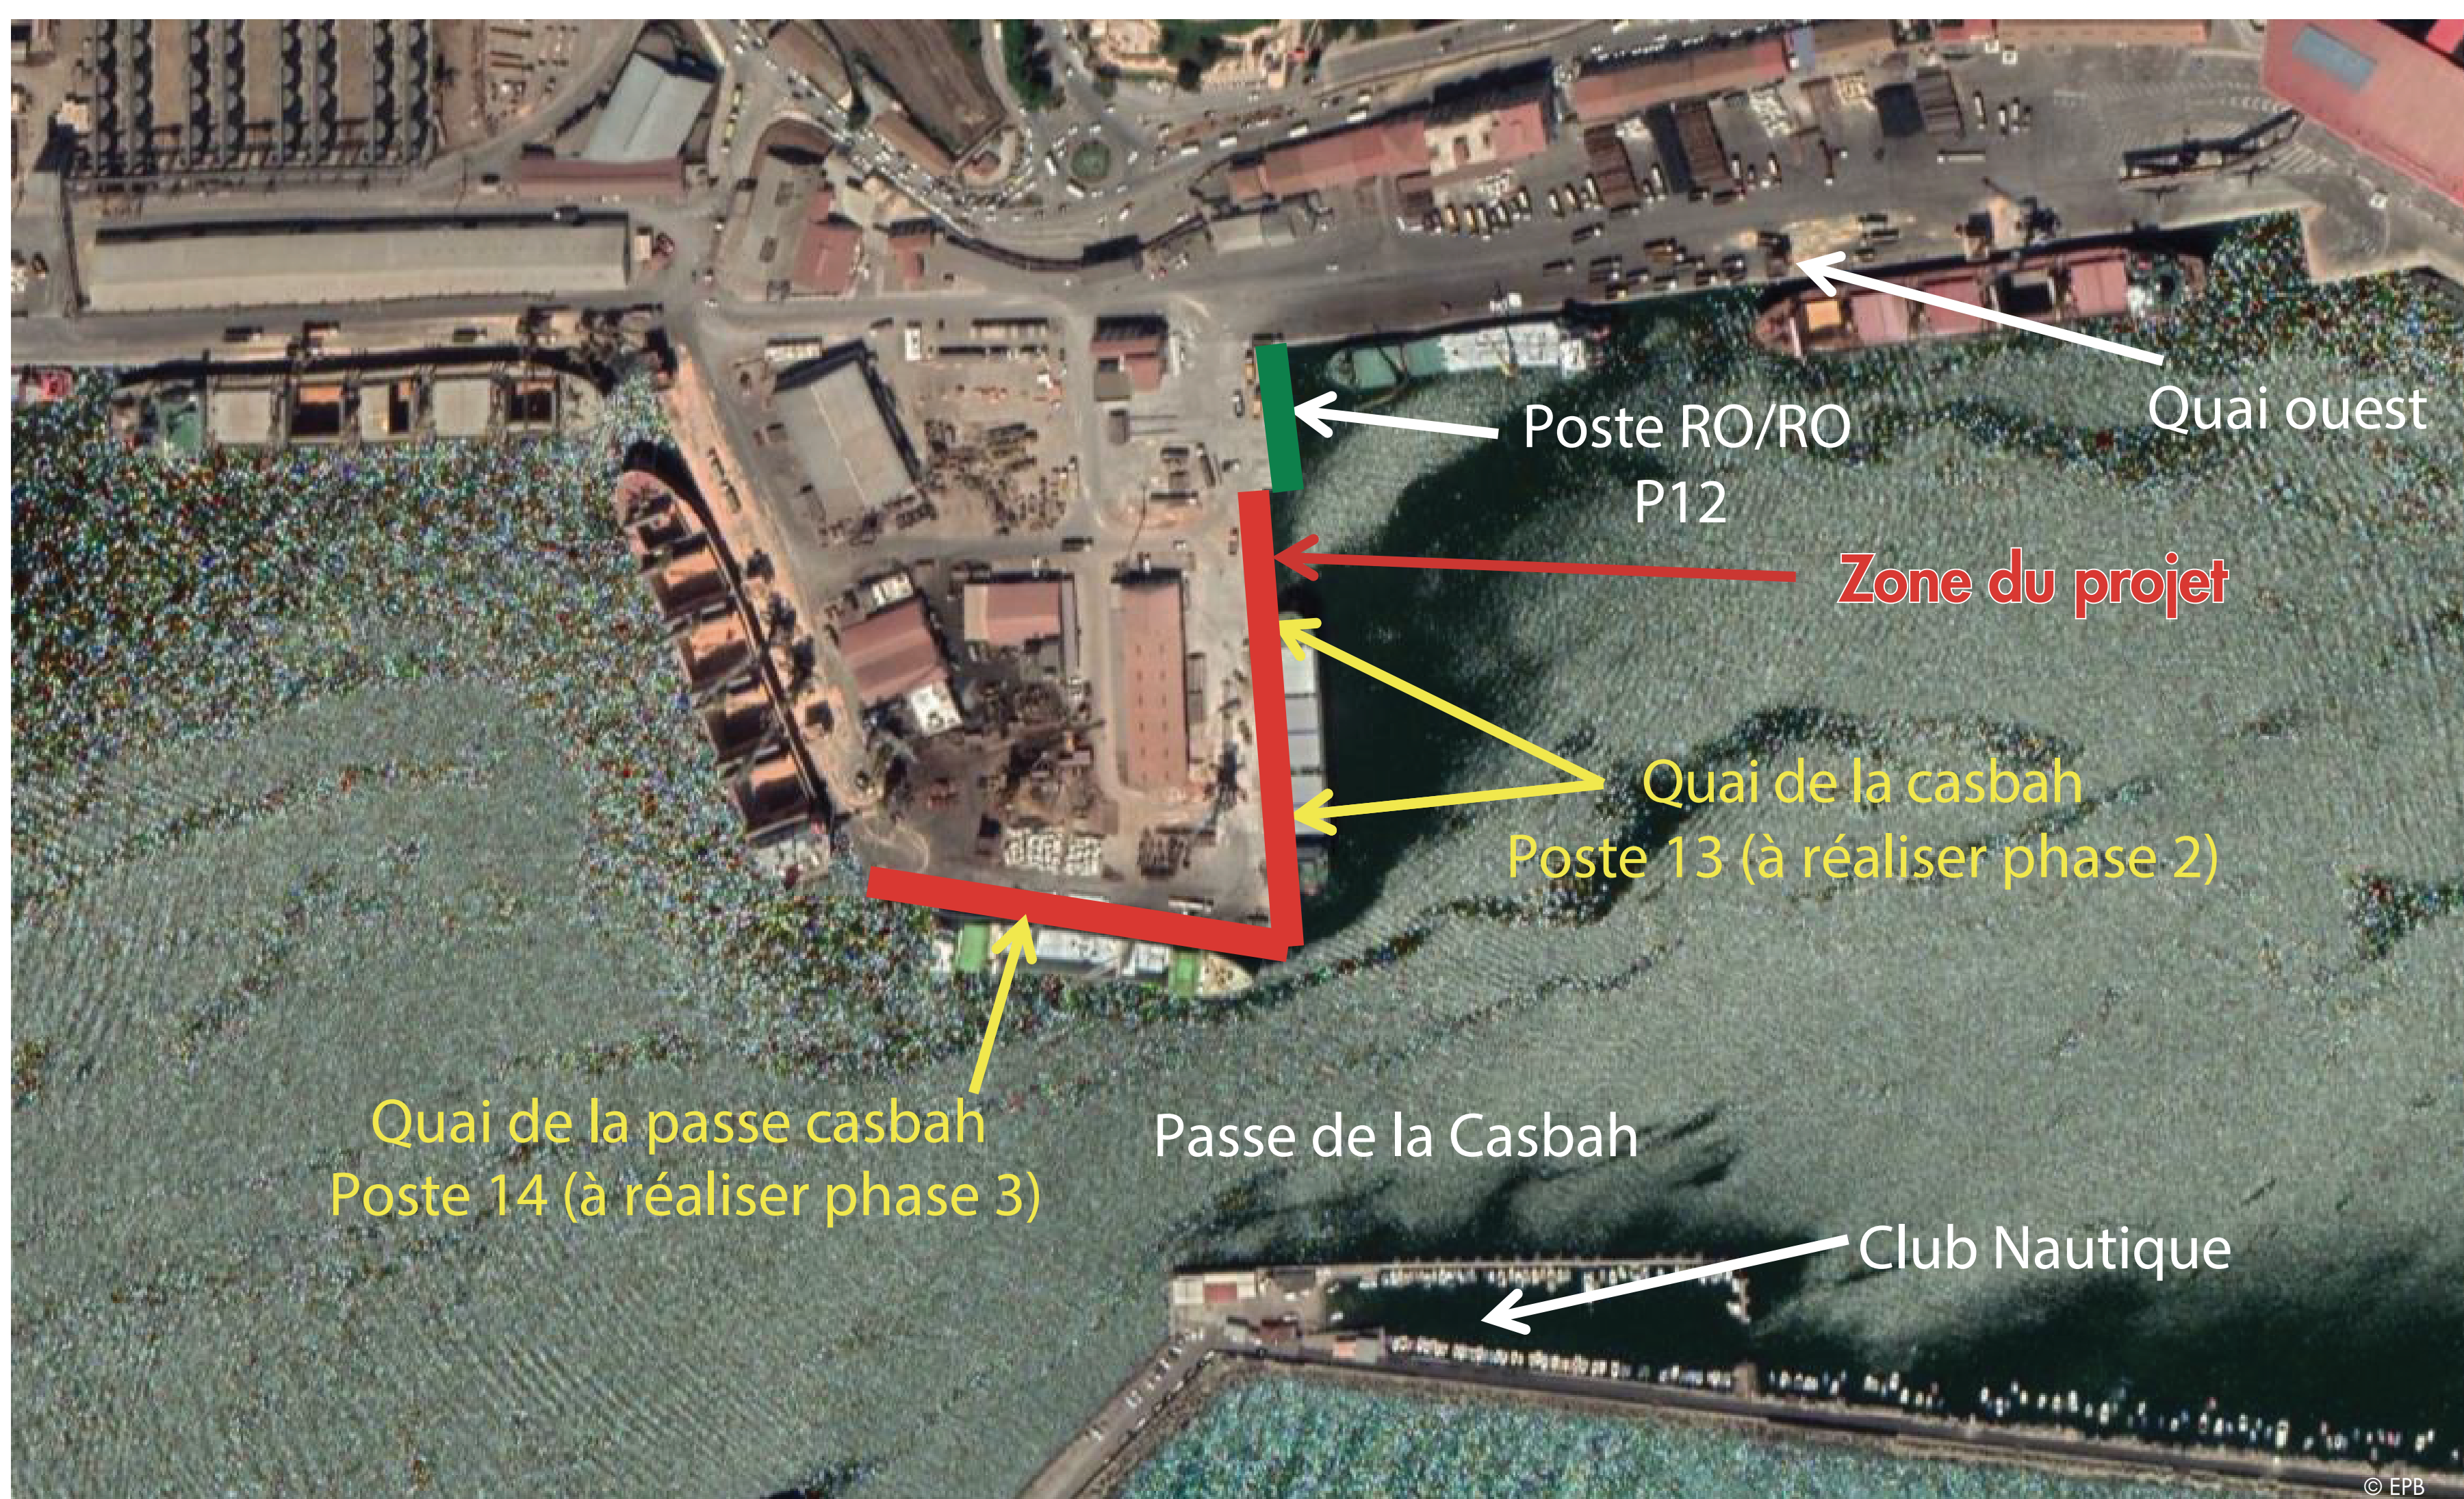 Quai ouest
Poste RO/RO
P12
Zone du projet
Quai de la casbah
Poste 13 (à réaliser phase 2)
Quai de la passe casbah
Poste 14 (à réaliser phase 3)
Passe de la Casbah
Club Nautique
© EPB